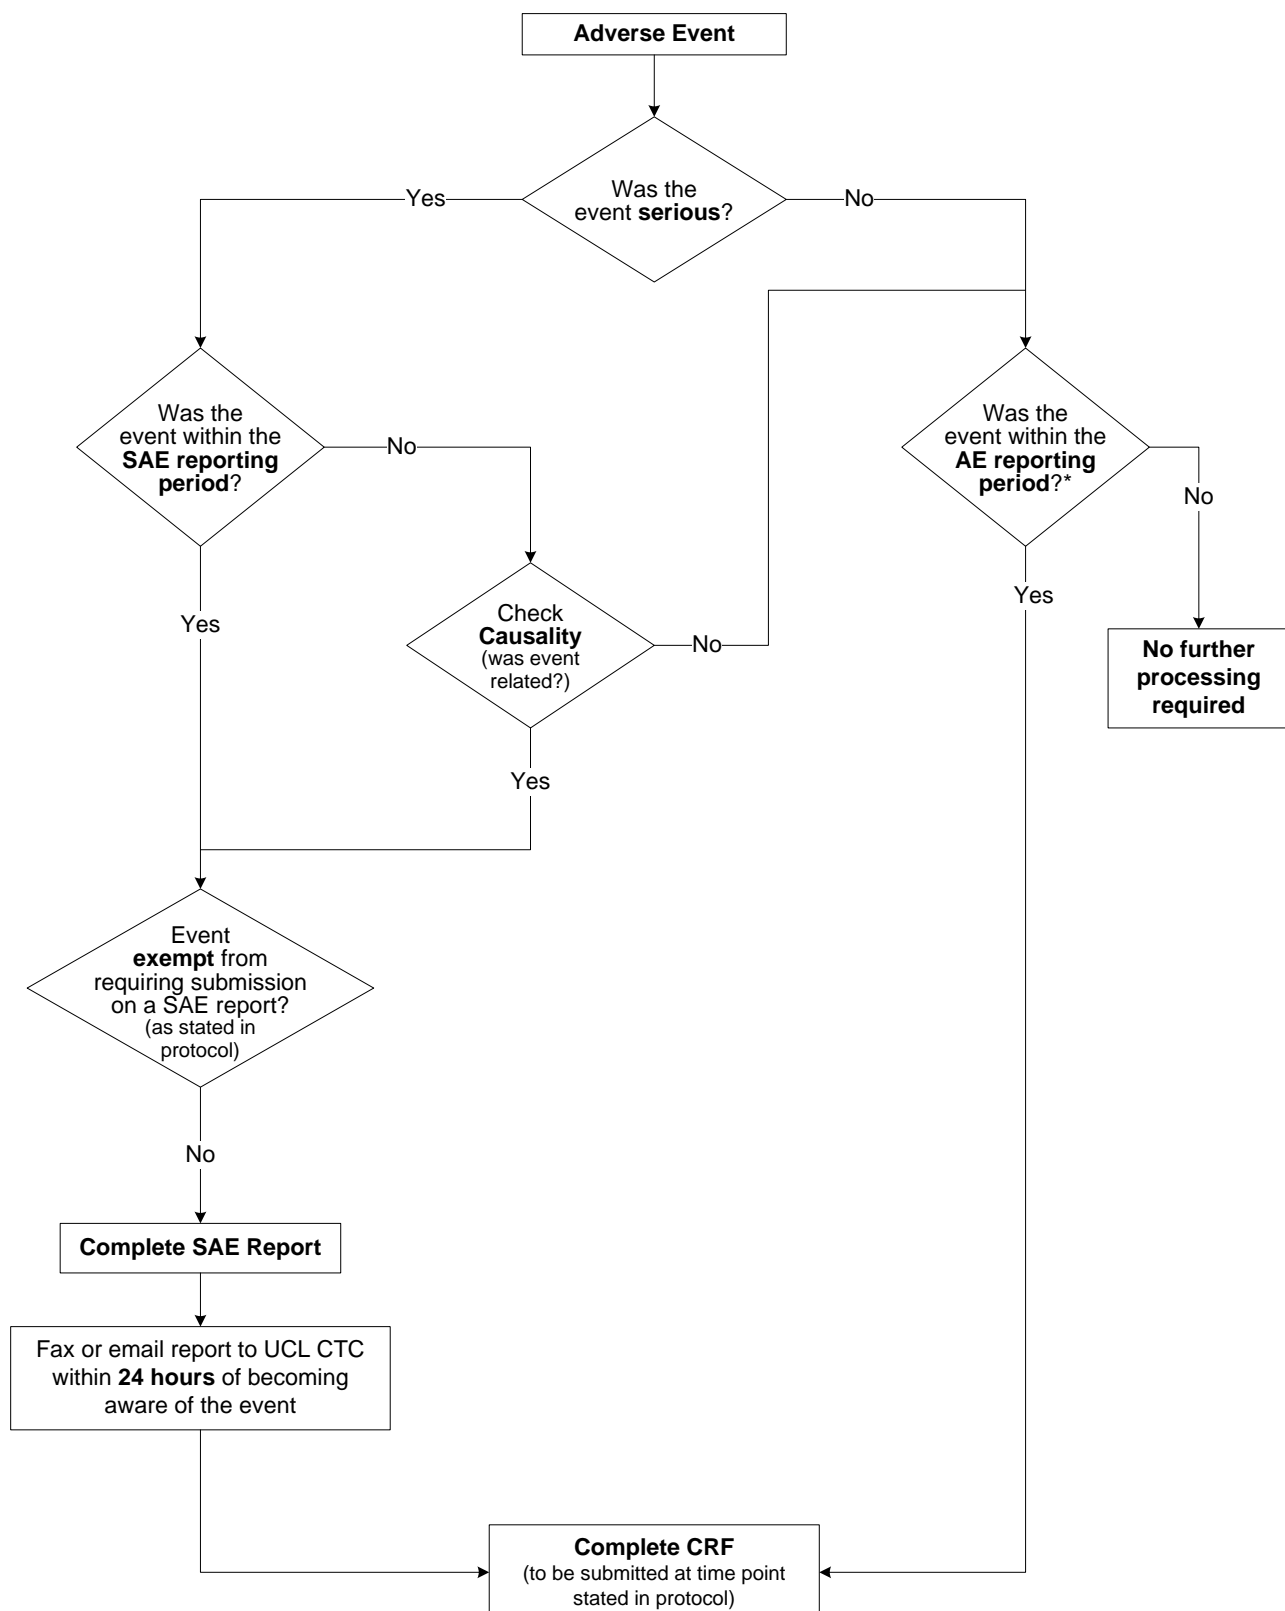 Adverse Event
Was the
event serious?
Yes
No
Was the
event within the
SAE reporting
period?
No
Was the
event within the
AE reporting
period?*
No
Yes
Yes
Check
Causality
(was event
related?)
No
No further
processing
required
Yes
Event
exempt from
requiring submission
on a SAE report?
(as stated in
protocol)
No
Complete SAE Report
Fax or email report to UCL CTC
within 24 hours of becoming
aware of the event
Complete CRF
(to be submitted at time point
stated in protocol)